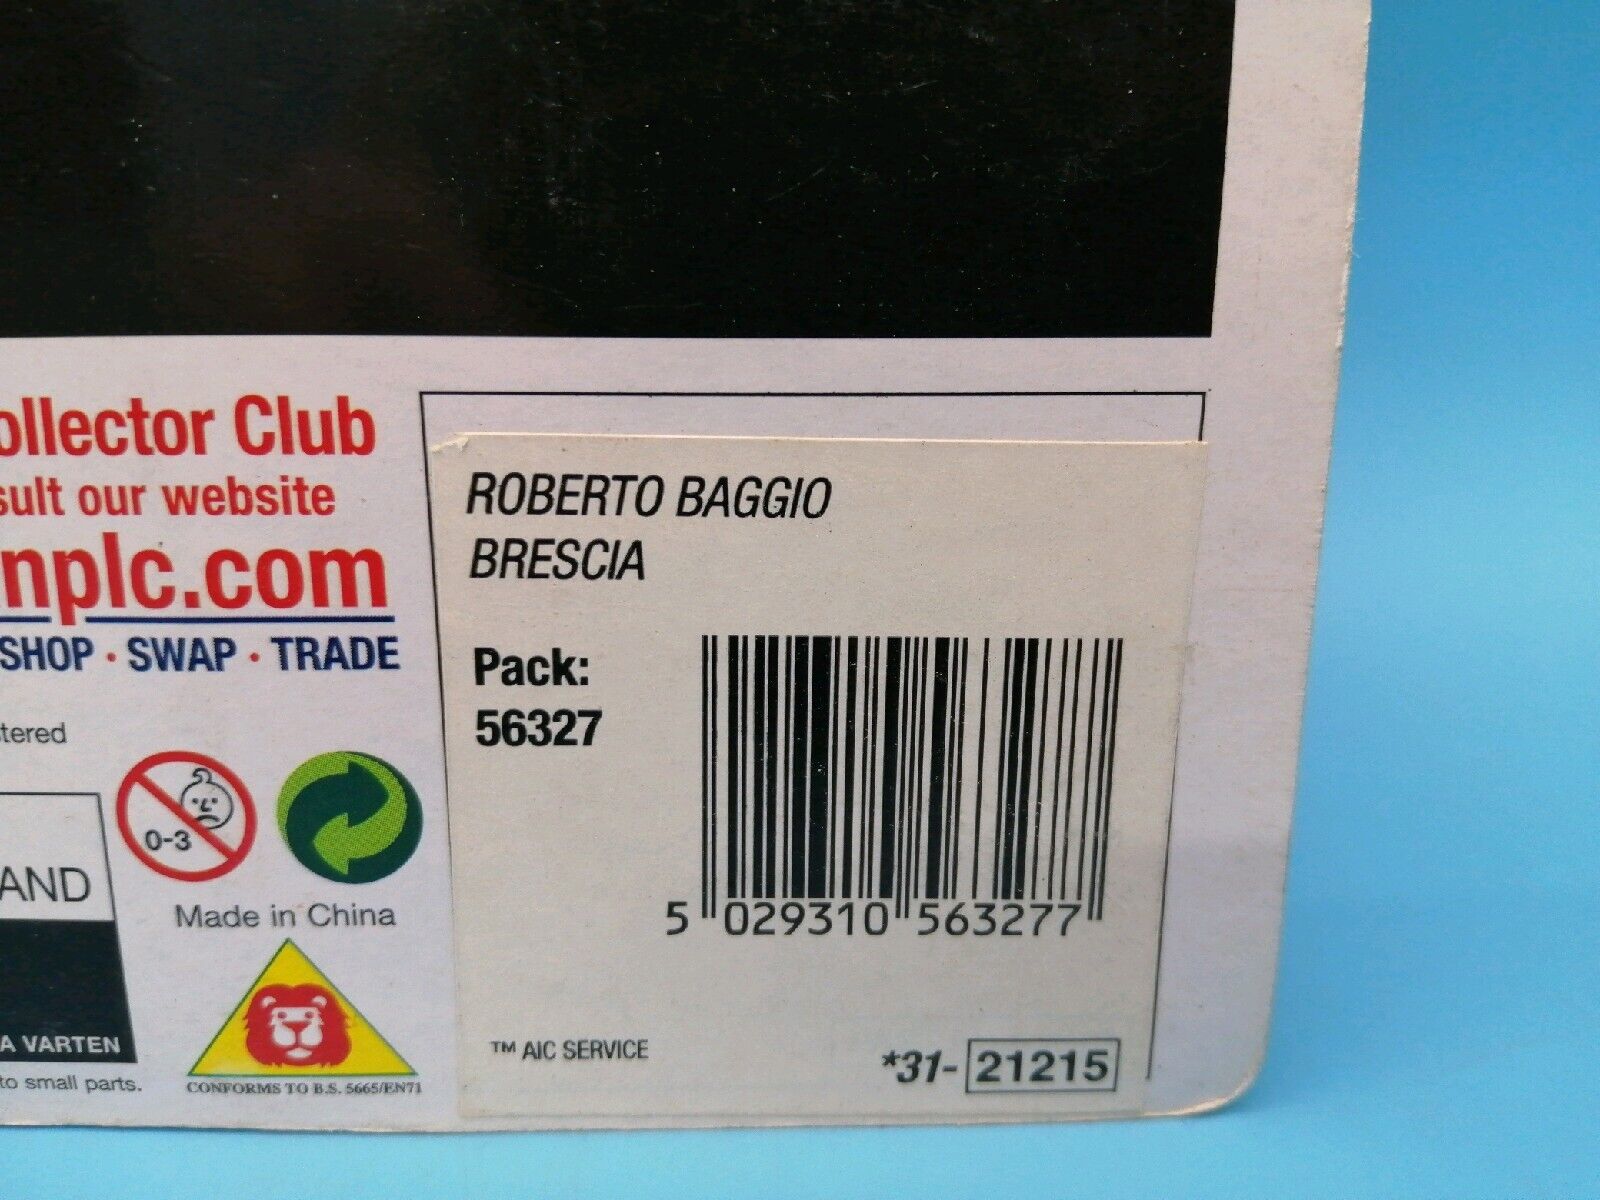 ollector Club
sult our website
nplc.com
SHOP · SWAP · TRADE
stered
0-3
AND
Made in China
A VARTEN
to small parts.
CONFORMS TO B.S. 5665/EN71
ROBERTO BAGGIO
BRESCIA
Pack:
56327
5 029310 563277
™ AIC SERVICE
*31- 21215